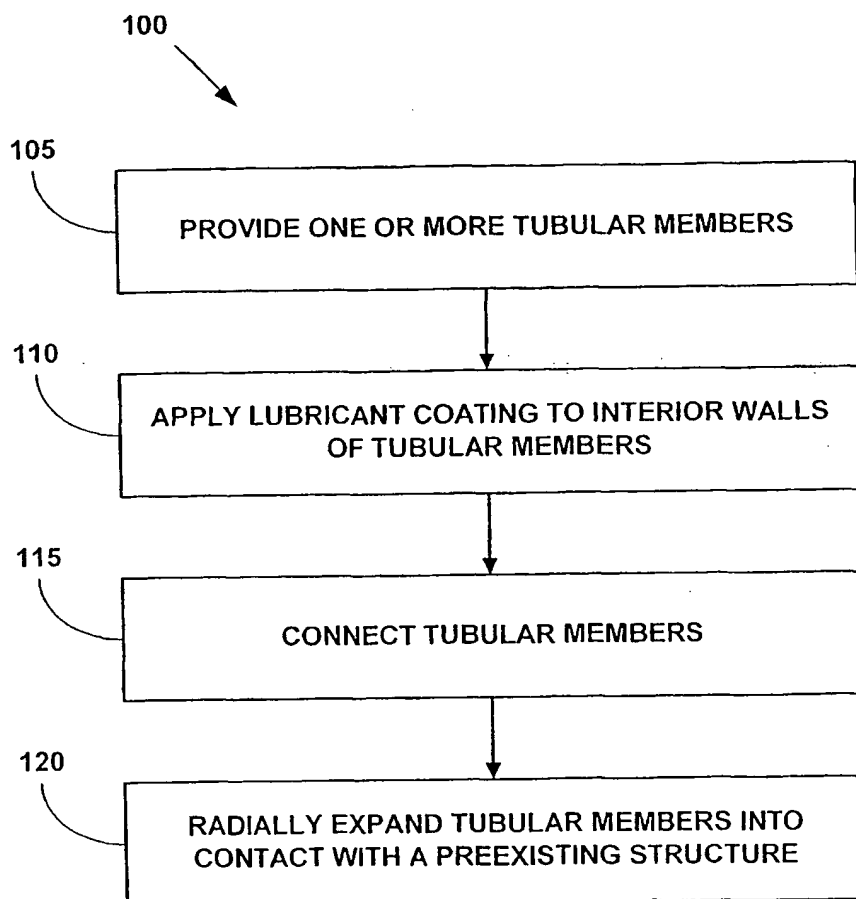 100
105
PROVIDE ONE OR MORE TUBULAR MEMBERS
110
APPLY LUBRICANT COATING TO INTERIOR WALLS
OF TUBULAR MEMBERS
115
CONNECT TUBULAR MEMBERS
120
RADIALLY EXPAND TUBULAR MEMBERS INTO
CONTACT WITH A PREEXISTING STRUCTURE